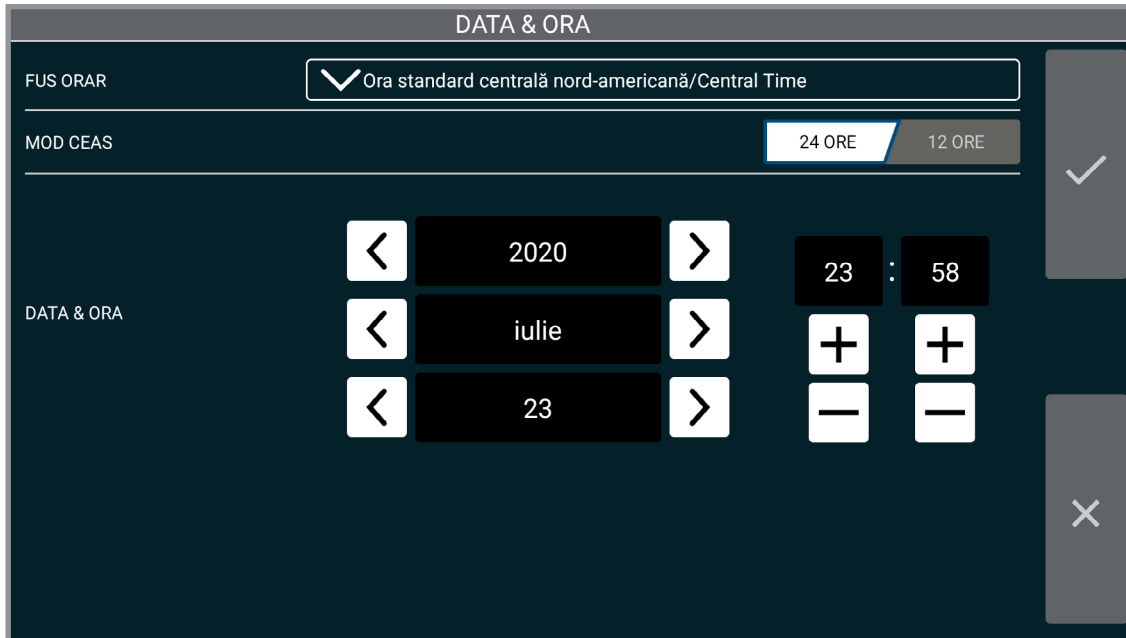 DATA & ORA
FUS ORAR
Ora standard centrală nord-americană/Central Time
MOD CEAS
24 ORE
12 ORE
DATA & ORA
2020
iulie
23
23 : 58